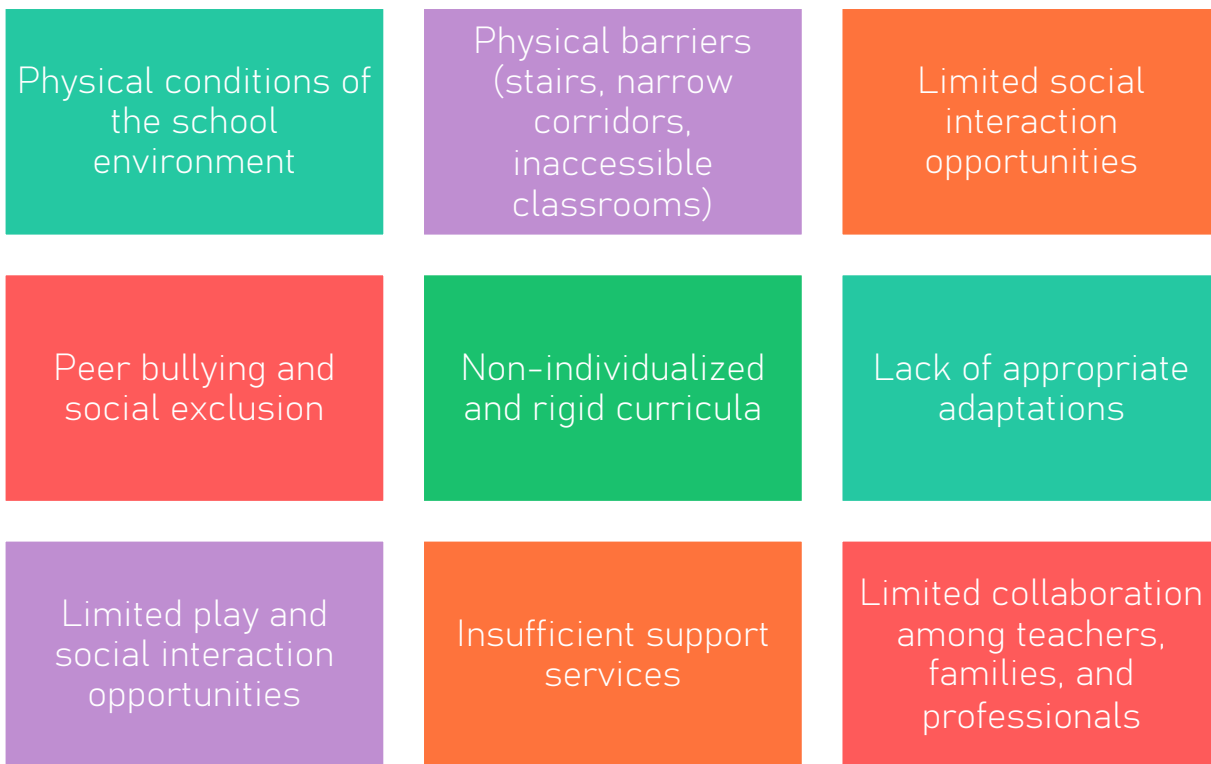 Physical conditions of
the school
environment
Physical barriers
(stairs, narrow
corridors,
inaccessible
classrooms)
Limited social
interaction
opportunities
Peer bullying and
social exclusion
Non-individualized
and rigid curricula
Lack of appropriate
adaptations
Limited play and
social interaction
opportunities
Insufficient support
services
Limited collaboration
among teachers,
families, and
professionals